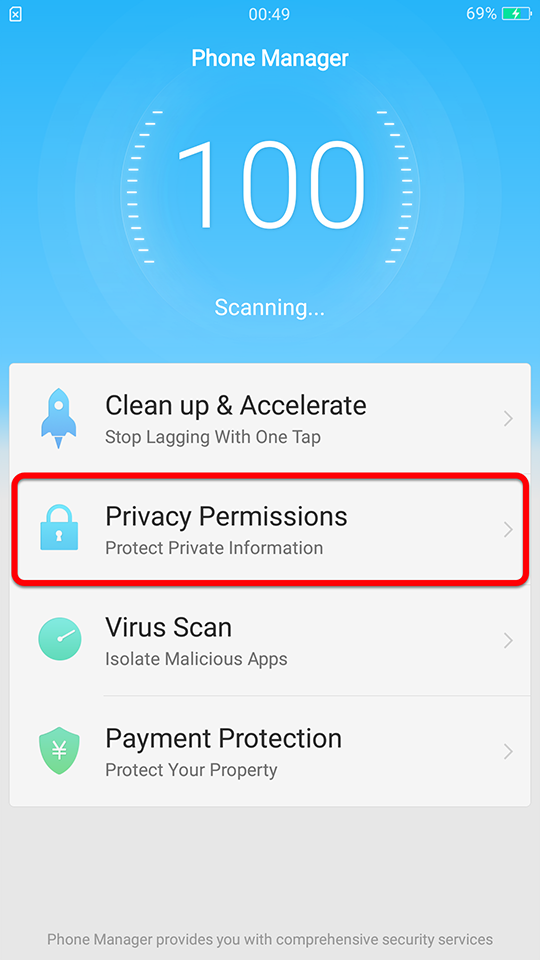 00:49
69%
Phone Manager
100
Scanning...
Clean up & Accelerate
Stop Lagging With One Tap
Privacy Permissions
Protect Private Information
Virus Scan
Isolate Malicious Apps
¥
Payment Protection
Protect Your Property
Phone Manager provides you with comprehensive security services